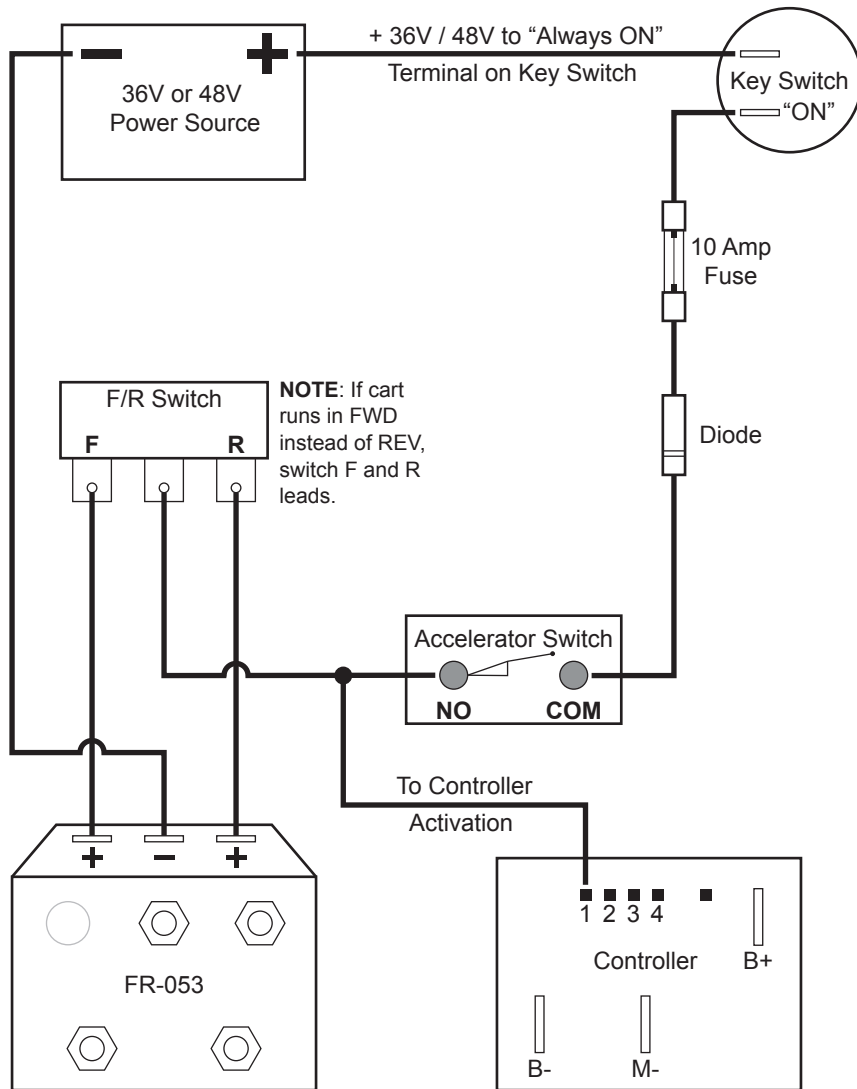 + 36V / 48V to “Always ON”
Terminal on Key Switch
− +
36V or 48V
Power Source
Key Switch
“ON”
10 Amp
Fuse
Diode
F/R Switch
F R
NOTE: If cart
runs in FWD
instead of REV,
switch F and R
leads.
Accelerator Switch
NO COM
To Controller
Activation
+ − +
FR-053
1 2 3 4
Controller
B+
B- M-